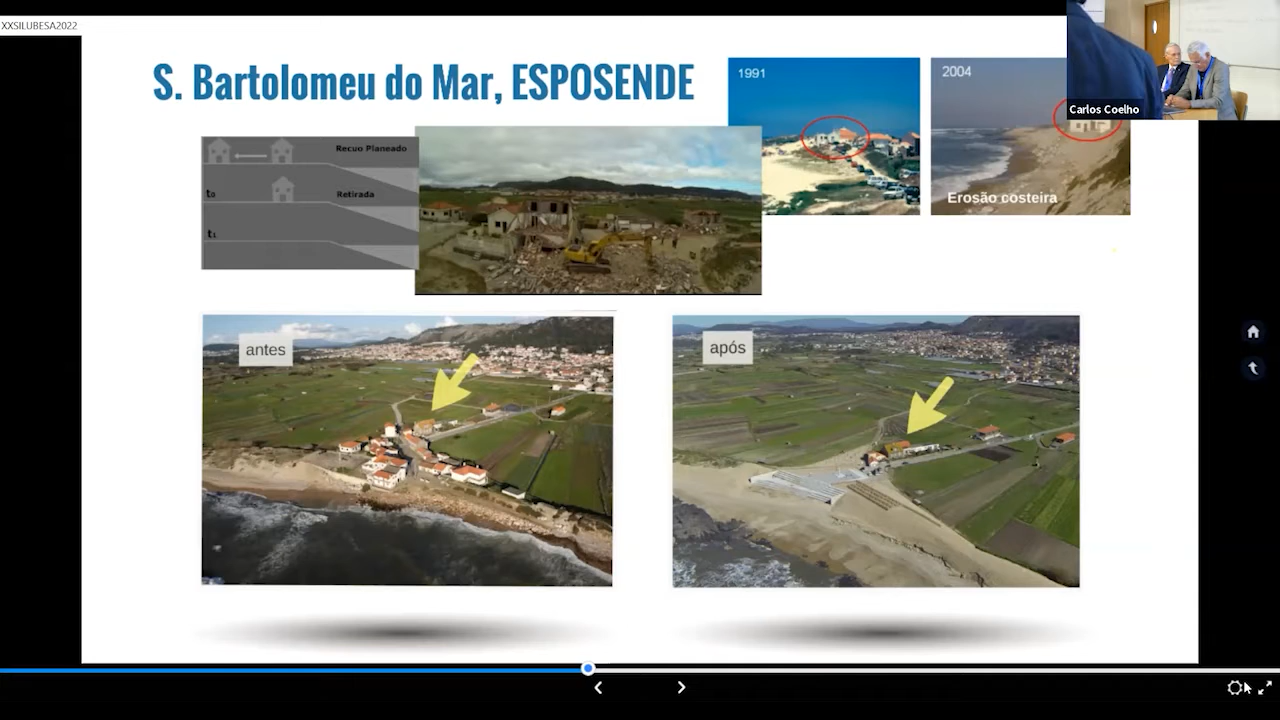 XXSILUBESA2022
S. Bartolomeu do Mar, ESPOSENDE
1991
2004
Carlos Coelho
Recuo Planeado
t₀
Retirada
t₁
Erosão costeira
antes
após